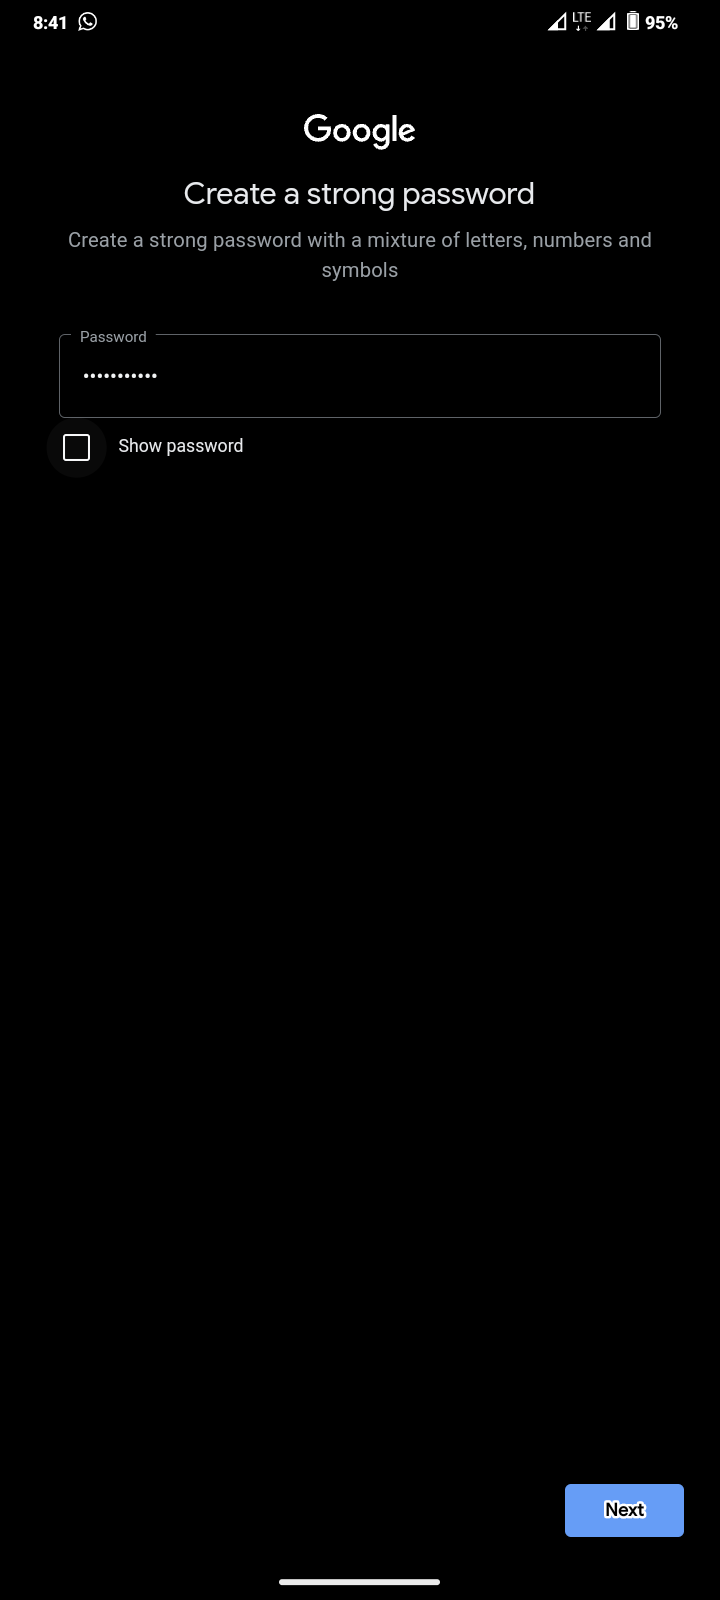 8:41
LTE
95%
Google
Create a strong password
Create a strong password with a mixture of letters, numbers and
symbols
Password
•••••••••••
Show password
Next